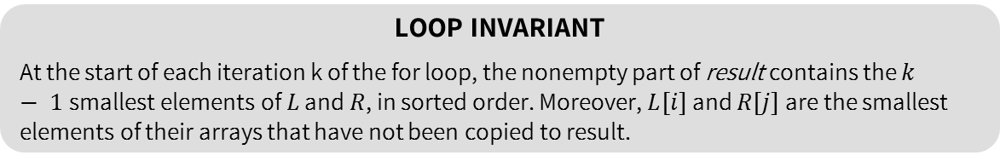 LOOP INVARIANT
At the start of each iteration k of the for loop, the nonempty part of result contains the k
− 1 smallest elements of L and R, in sorted order. Moreover, L[i] and R[j] are the smallest
elements of their arrays that have not been copied to result.